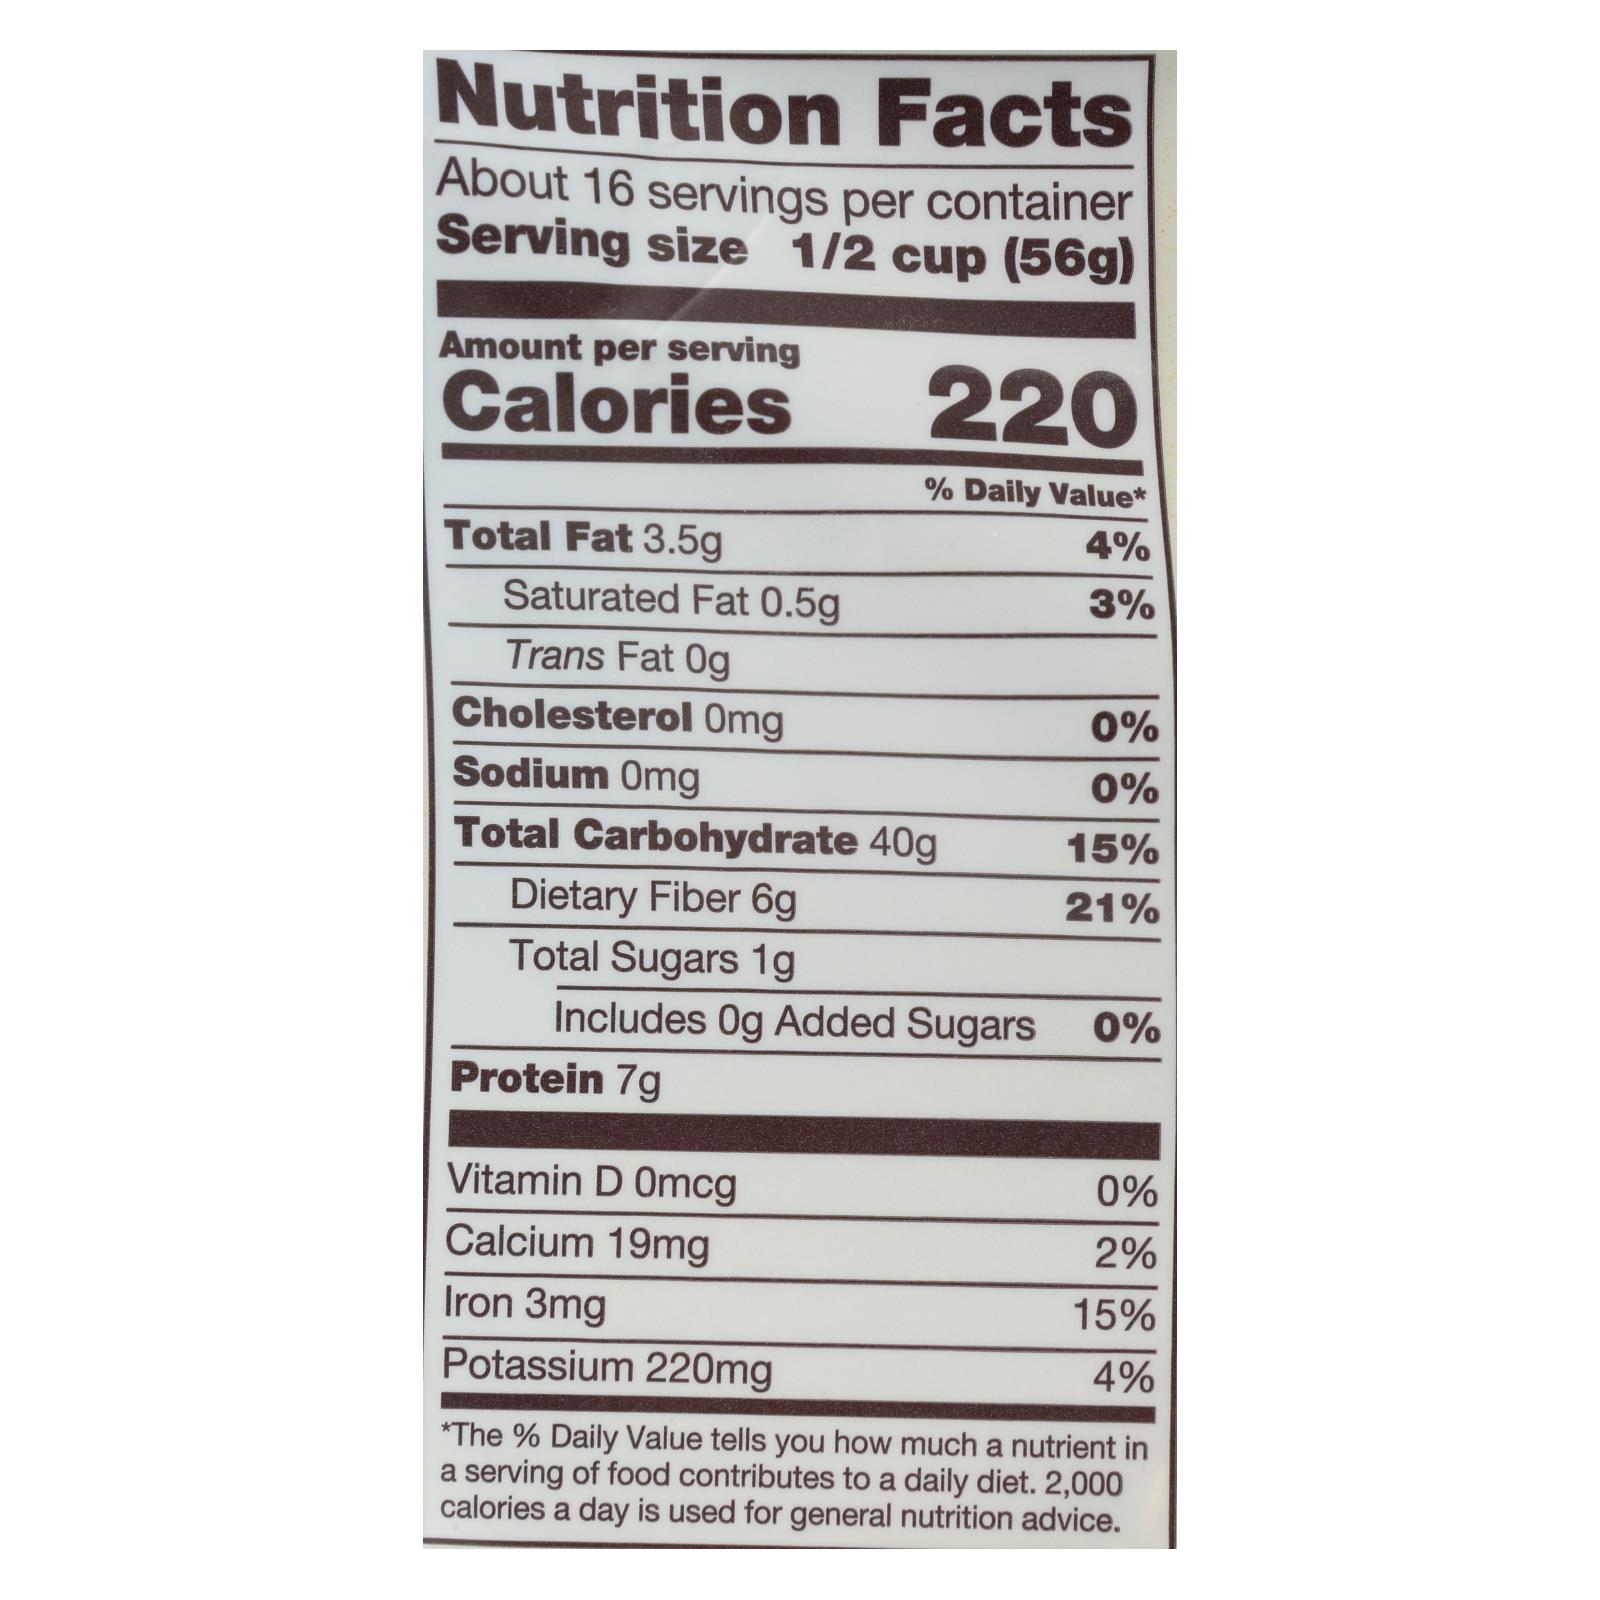 Nutrition Facts
About 16 servings per container
Serving size 1/2 cup (56g)
Amount per serving
Calories 220
% Daily Value*
Total Fat 3.5g 4%
Saturated Fat 0.5g 3%
Trans Fat 0g
Cholesterol 0mg 0%
Sodium 0mg 0%
Total Carbohydrate 40g 15%
Dietary Fiber 6g 21%
Total Sugars 1g
Includes 0g Added Sugars 0%
Protein 7g
Vitamin D 0mcg 0%
Calcium 19mg 2%
Iron 3mg 15%
Potassium 220mg 4%
*The % Daily Value tells you how much a nutrient in
a serving of food contributes to a daily diet. 2,000
calories a day is used for general nutrition advice.